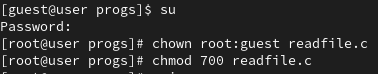 [guest@user progs]$ su
Password:
[root@user progs]# chown root:guest readfile.c
[root@user progs]# chmod 700 readfile.c